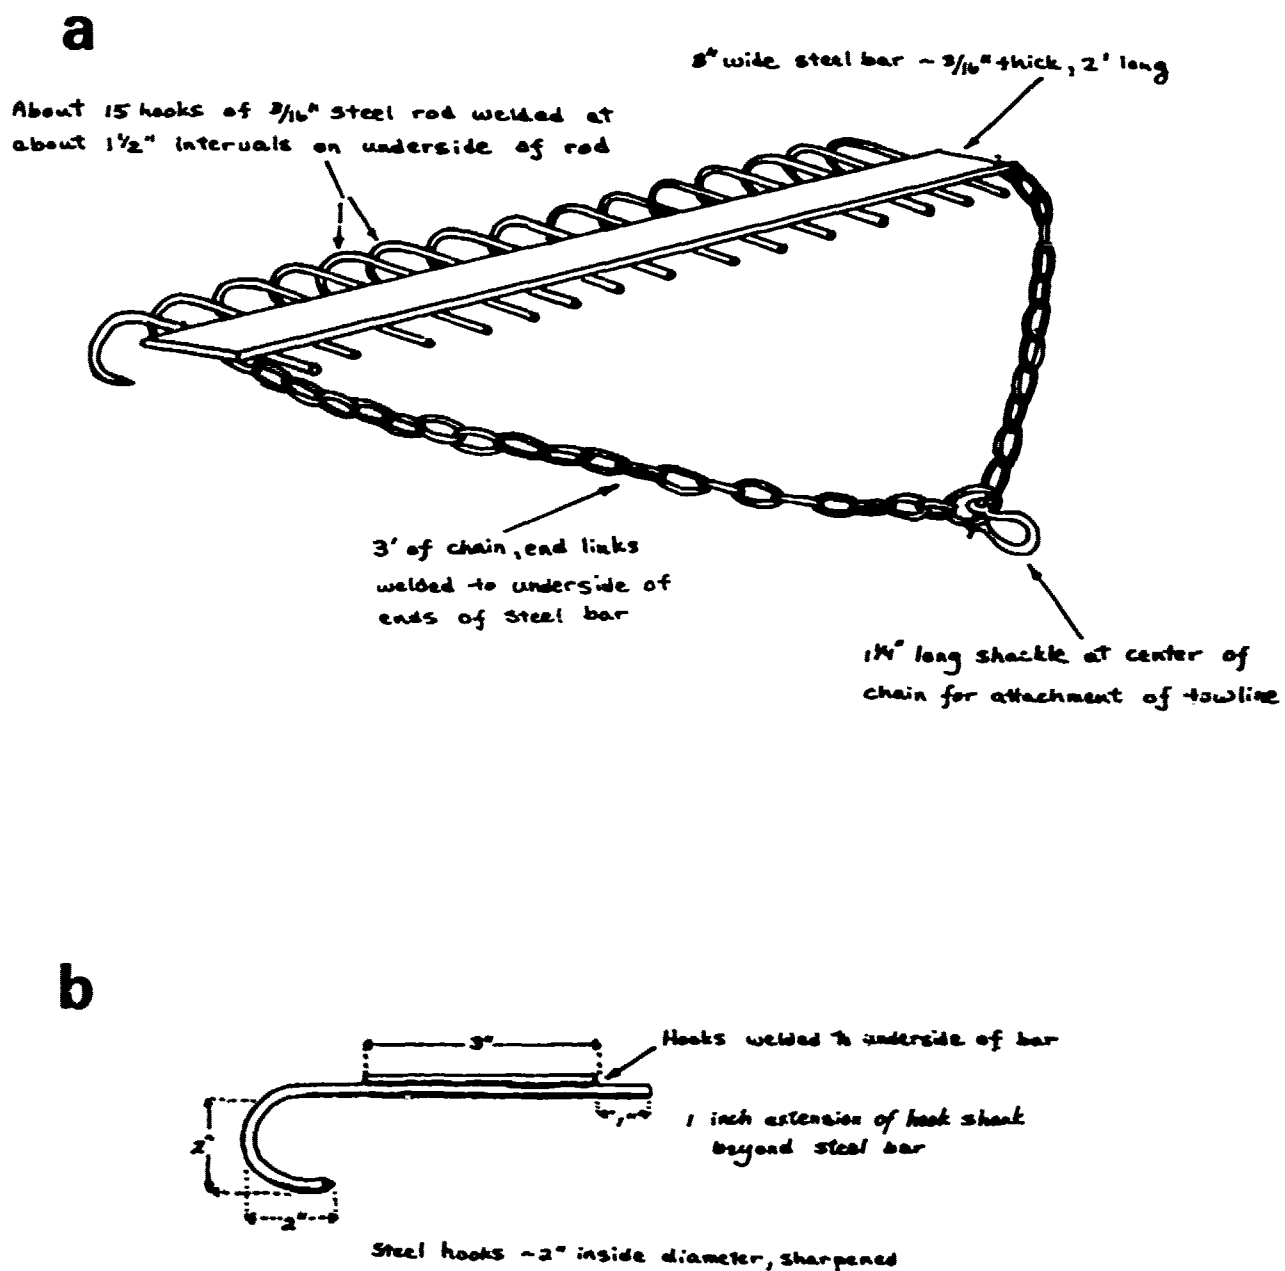 a
3" wide steel bar ~ 3/16" thick, 2' long
About 15 hooks of 3/16" steel rod welded at
about 1½" intervals on underside of rod
3' of chain, end links
welded to underside of
ends of steel bar
1¼" long shackle at center of
chain for attachment of towline
b
3"
Hooks welded to underside of bar
1"
1 inch extension of hook shank
beyond steel bar
2"
2"
Steel hooks ~2" inside diameter, sharpened